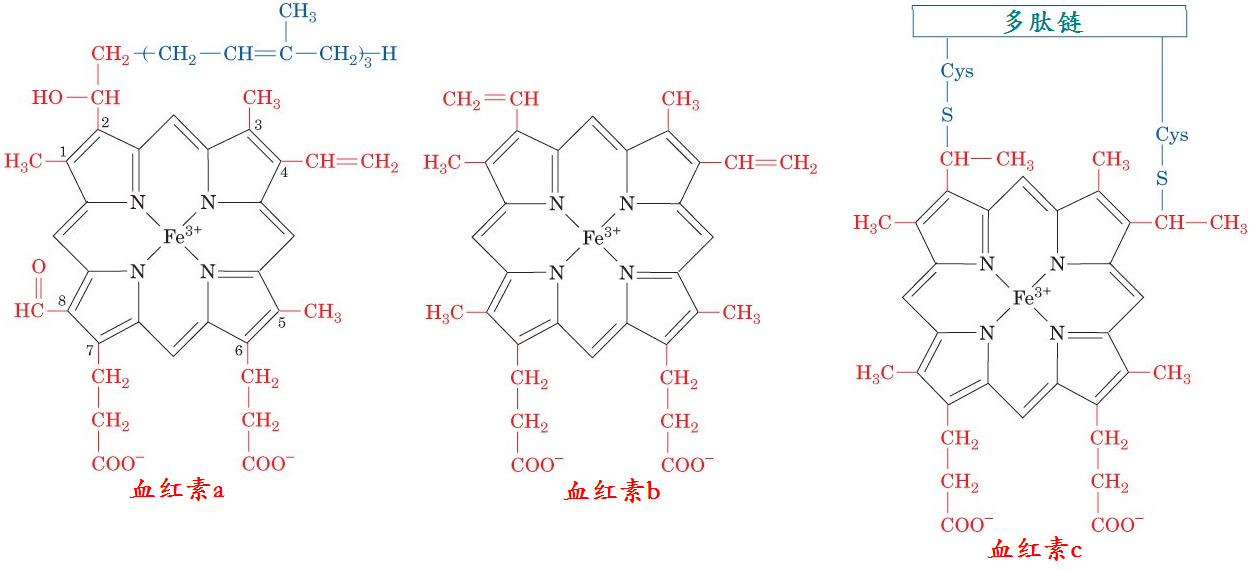 CH₃
CH₂—(CH₂—CH═ —CH₂)₃—H
HO—CH
CH₃
2
3
H₃C
1
4
CH═CH₂
N
N
Fe³⁺
N
N
O
HC
8
5
CH₃
7
6
CH₂
CH₂
CH₂
CH₂
COO⁻
COO⁻
血红素a
CH₂═CH
CH₃
H₃C
CH═CH₂
N
N
Fe³⁺
N
N
H₃C
CH₃
CH₂
CH₂
CH₂
CH₂
COO⁻
COO⁻
血红素b
多肽链
Cys
S
Cys
S
CH—CH₃
CH₃
H₃C
CH—CH₃
N
N
Fe³⁺
N
N
H₃C
CH₃
CH₂
CH₂
CH₂
CH₂
COO⁻
COO⁻
血红素c